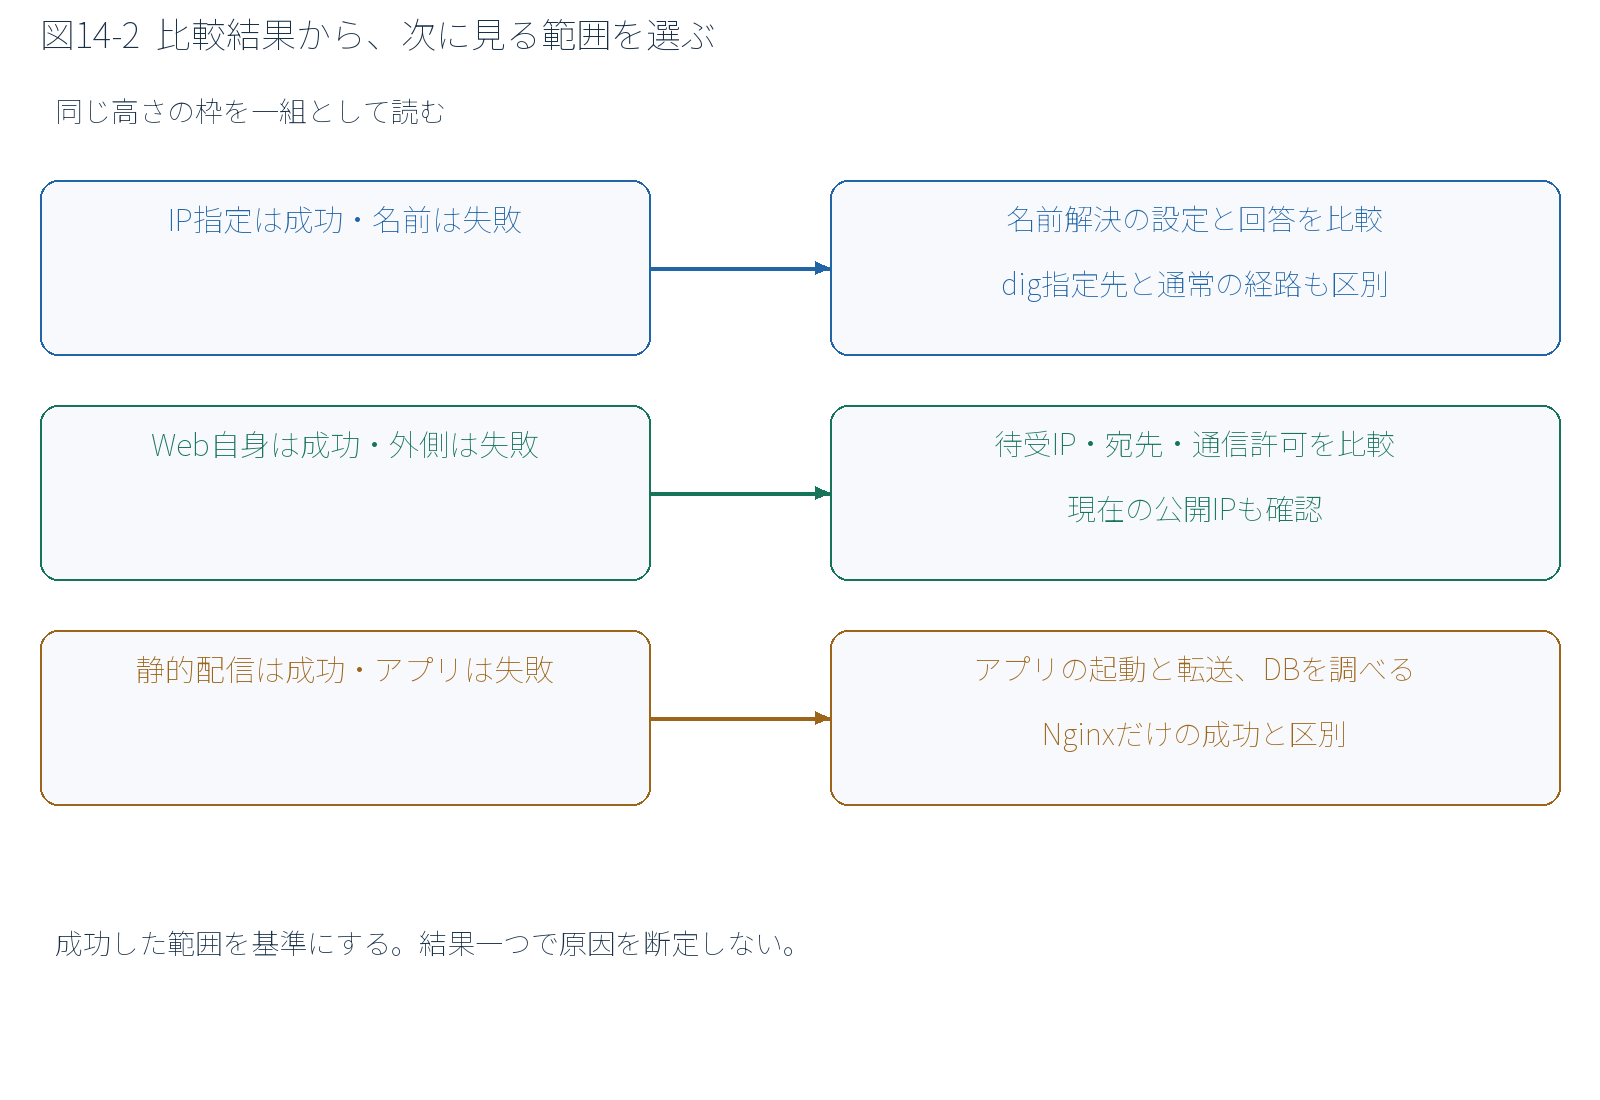 図14-2 比較結果から、次に見る範囲を選ぶ
同じ高さの枠を一組として読む
IP指定は成功・名前は失敗
名前解決の設定と回答を比較
dig指定先と通常の経路も区別
Web自身は成功・外側は失敗
待受IP・宛先・通信許可を比較
現在の公開IPも確認
静的配信は成功・アプリは失敗
アプリの起動と転送、DBを調べる
Nginxだけの成功と区別
成功した範囲を基準にする。結果一つで原因を断定しない。